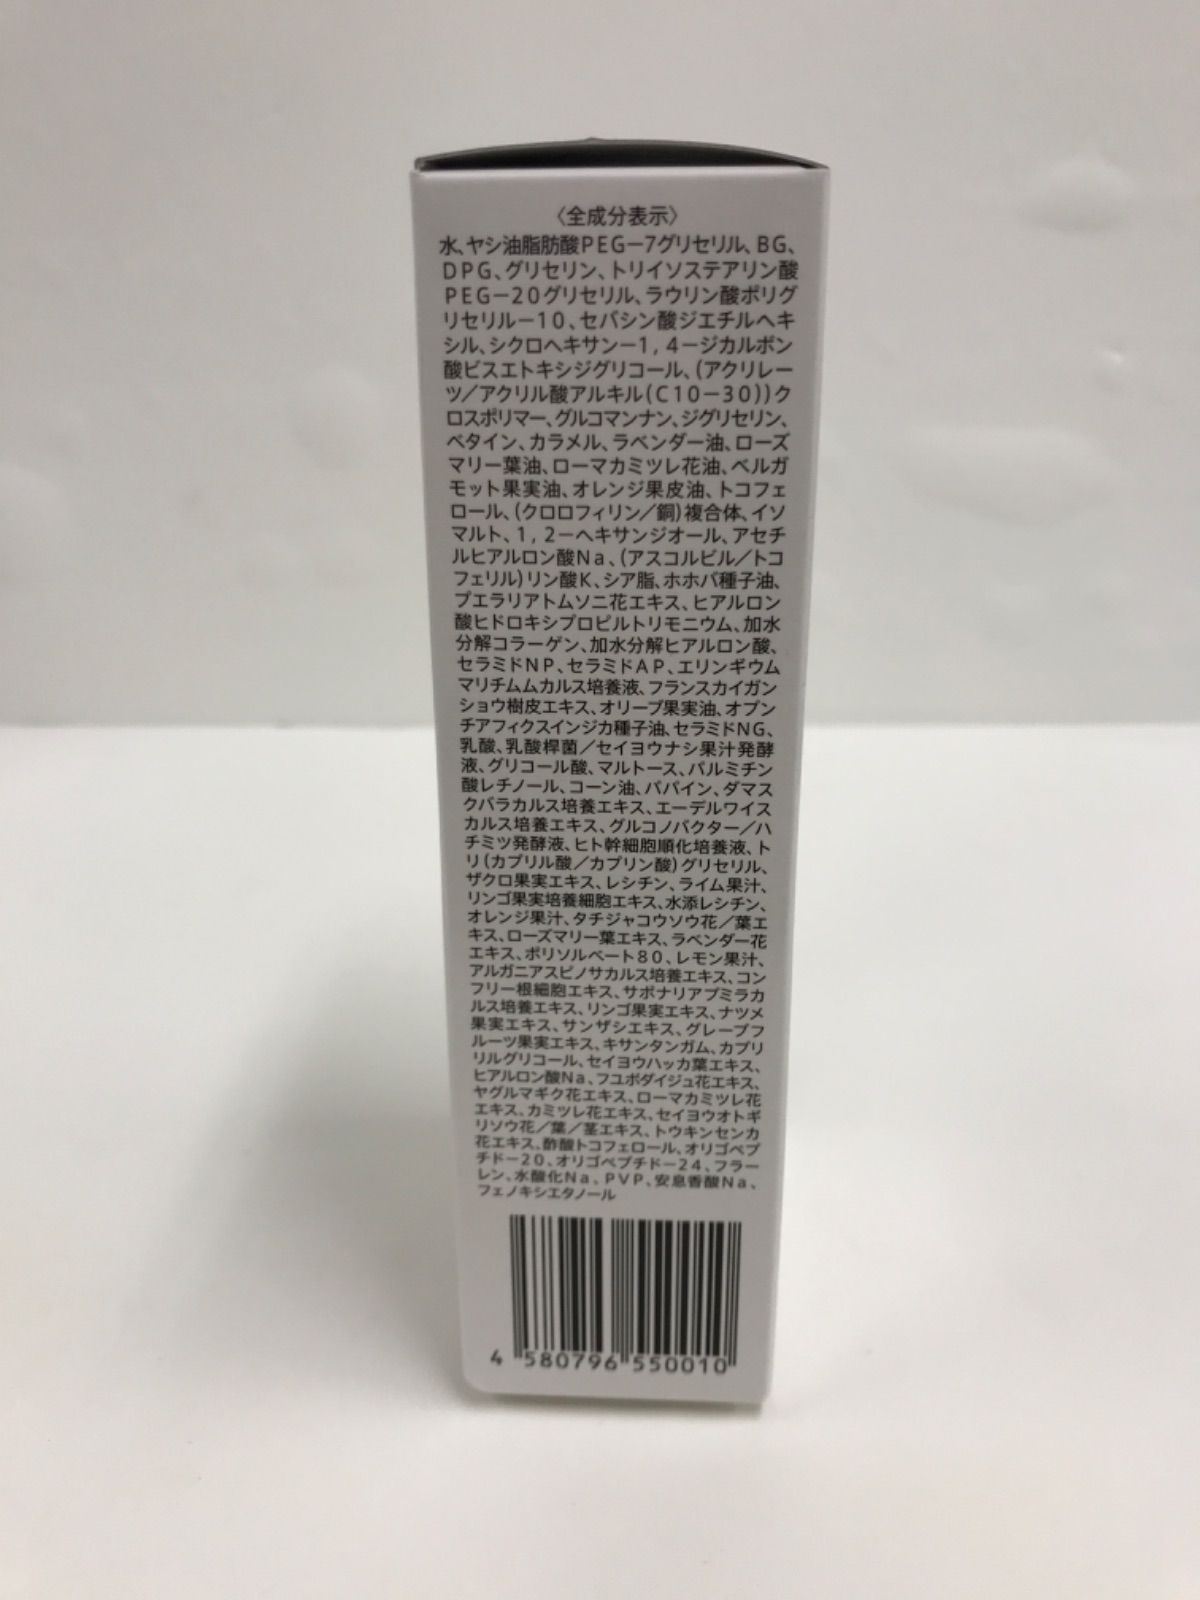 〈全成分表示〉
水、ヤシ油脂肪酸PEG－7グリセリル、BG、
DPG、グリセリン、トリイソステアリン酸
PEG－20グリセリル、ラウリン酸ポリグ
リセリル－10、セバシン酸ジエチルヘキ
シル、シクロヘキサン－1，4－ジカルボン
酸ビスエトキシジグリコール、（アクリレー
ツ／アクリル酸アルキル（C10－30））ク
ロスポリマー、グルコマンナン、ジグリセリン、
ベタイン、カラメル、ラベンダー油、ローズ
マリー葉油、ローマカミツレ花油、ベルガ
モット果実油、オレンジ果皮油、トコフェ
ロール、（クロロフィリン／銅）複合体、イソ
マルト、1，2－ヘキサンジオール、アセチ
ルヒアルロン酸Na、（アスコルビル／トコ
フェリル）リン酸K、シア脂、ホホバ種子油、
プエラリアトムソニ花エキス、ヒアルロン
酸ヒドロキシプロピルトリモニウム、加水
分解コラーゲン、加水分解ヒアルロン酸、
セラミドNP、セラミドAP、エリンギウム
マリチムムカルス培養液、フランスカイガン
ショウ樹皮エキス、オリーブ果実油、オプン
チアフィクスインジカ種子油、セラミドNG、
乳酸、乳酸桿菌／セイヨウナシ果汁発酵
液、グリコール酸、マルトース、パルミチン
酸レチノール、コーン油、パパイン、ダマス
クバラカルス培養エキス、エーデルワイス
カルス培養エキス、グルコノバクター／ハ
チミツ発酵液、ヒト幹細胞順化培養液、ト
リ（カプリル酸／カプリン酸）グリセリル、
ザクロ果実エキス、レシチン、ライム果汁、
リンゴ果実培養細胞エキス、水添レシチン、
オレンジ果汁、タチジャコウソウ花／葉エ
キス、ローズマリー葉エキス、ラベンダー花
エキス、ポリソルベート80、レモン果汁、
アルガニアスピノサカルス培養エキス、コン
フリー根細胞エキス、サポナリアプミラカ
ルス培養エキス、リンゴ果実エキス、ナツメ
果実エキス、サンザシエキス、グレープフ
ルーツ果実エキス、キサンタンガム、カプリ
リルグリコール、セイヨウハッカ葉エキス、
ヒアルロン酸Na、フユボダイジュ花エキス、
ヤグルマギク花エキス、ローマカミツレ花
エキス、カミツレ花エキス、セイヨウオトギ
リソウ花／葉／茎エキス、トウキンセンカ
花エキス、酢酸トコフェロール、オリゴペプ
チド－20、オリゴペプチド－24、フラー
レン、水酸化Na、PVP、安息香酸Na、
フェノキシエタノール
4 580796 550010